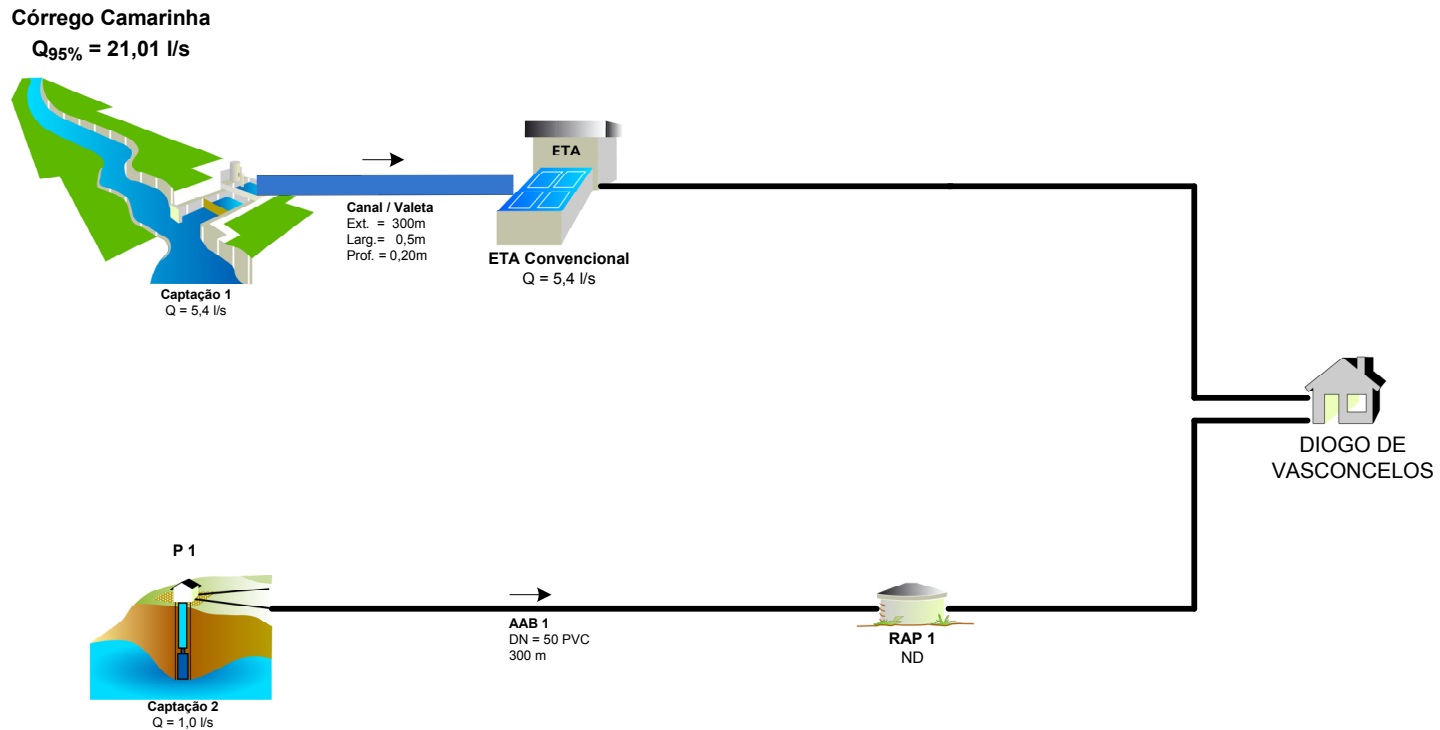 Córrego Camarinha
Q95% = 21,01 l/s
ETA
Canal / Valeta
Ext. = 300m
Larg.= 0,5m
Prof. = 0,20m
ETA Convencional
Q = 5,4 l/s
Captação 1
Q = 5,4 l/s
DIOGO DE
VASCONCELOS
P 1
AAB 1
DN = 50 PVC
300 m
RAP 1
ND
Captação 2
Q = 1,0 l/s